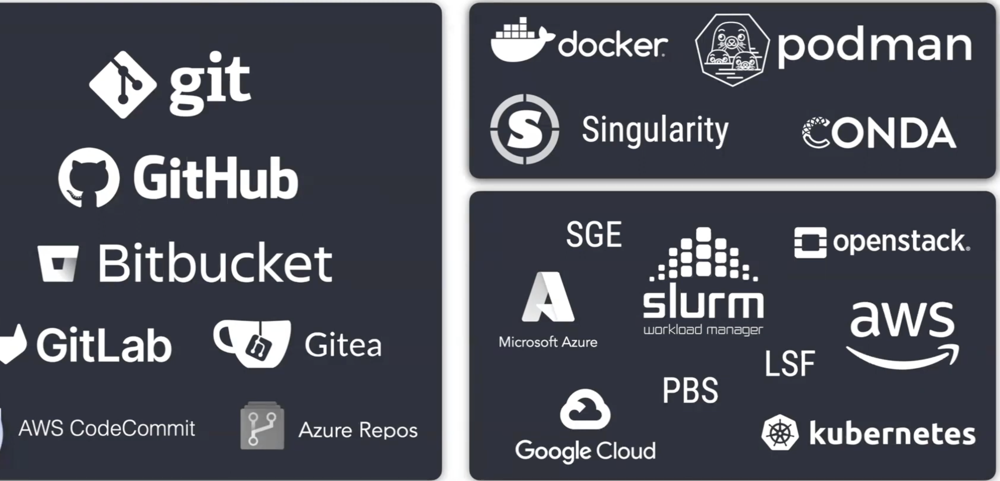 git
GitHub
Bitbucket
GitLab
Gitea
AWS CodeCommit
Azure Repos
docker
podman
Singularity
CONDA
SGE
openstack
slurm
workload manager
Microsoft Azure
aws
LSF
PBS
Google Cloud
kubernetes